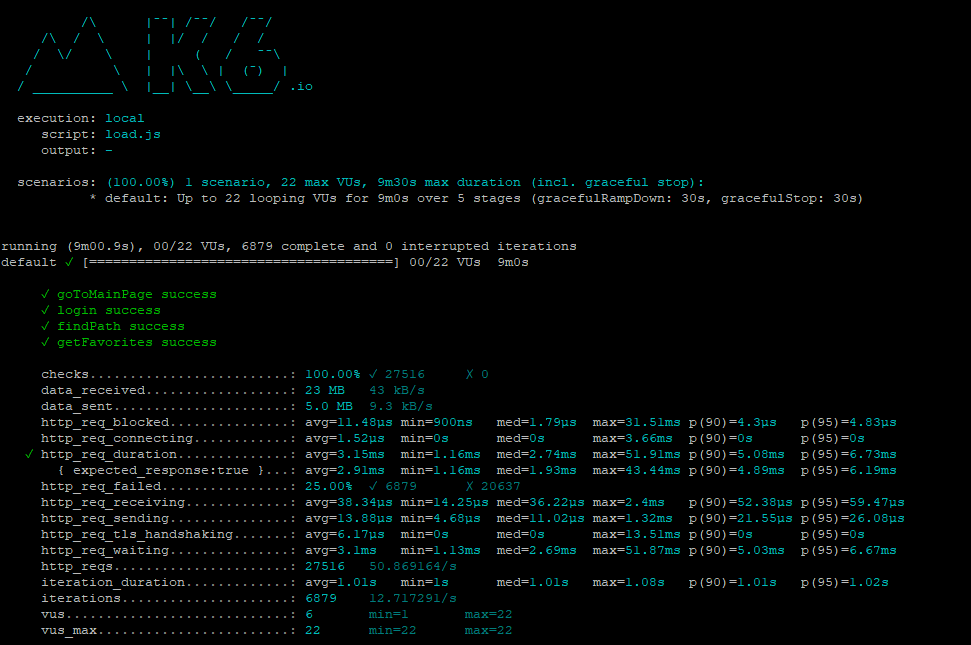 /\      |‾‾| /‾‾/   /‾‾/
/\  /  \     |  |/  /   /  /
/  \/    \    |     (   /   ‾‾\
/          \   |  |\  \ |  (‾)  |
/ __________ \  |__| \__\ \_____/ .io
execution: local
script: load.js
output: -
scenarios: (100.00%) 1 scenario, 22 max VUs, 9m30s max duration (incl. graceful stop):
* default: Up to 22 looping VUs for 9m0s over 5 stages (gracefulRampDown: 30s, gracefulStop: 30s)
running (9m00.9s), 00/22 VUs, 6879 complete and 0 interrupted iterations
default ✓ [======================================] 00/22 VUs  9m0s
✓ goToMainPage success
✓ login success
✓ findPath success
✓ getFavorites success
checks.........................: 100.00% ✓ 27516     ✗ 0
data_received..................: 23 MB   43 kB/s
data_sent......................: 5.0 MB  9.3 kB/s
http_req_blocked...............: avg=11.48µs min=900ns   med=1.79µs  max=31.51ms p(90)=4.3µs   p(95)=4.83µs
http_req_connecting............: avg=1.52µs  min=0s      med=0s      max=3.66ms  p(90)=0s      p(95)=0s
✓ http_req_duration..............: avg=3.15ms  min=1.16ms  med=2.74ms  max=51.91ms p(90)=5.08ms  p(95)=6.73ms
{ expected_response:true }...: avg=2.91ms  min=1.16ms  med=1.93ms  max=43.44ms p(90)=4.89ms  p(95)=6.19ms
http_req_failed................: 25.00%  ✓ 6879      ✗ 20637
http_req_receiving.............: avg=38.34µs min=14.25µs med=36.22µs max=2.4ms   p(90)=52.38µs p(95)=59.47µs
http_req_sending...............: avg=13.88µs min=4.68µs  med=11.02µs max=1.32ms  p(90)=21.55µs p(95)=26.08µs
http_req_tls_handshaking.......: avg=6.17µs  min=0s      med=0s      max=13.51ms p(90)=0s      p(95)=0s
http_req_waiting...............: avg=3.1ms   min=1.13ms  med=2.69ms  max=51.87ms p(90)=5.03ms  p(95)=6.67ms
http_reqs......................: 27516   50.869164/s
iteration_duration.............: avg=1.01s   min=1s      med=1.01s   max=1.08s   p(90)=1.01s   p(95)=1.02s
iterations.....................: 6879    12.717291/s
vus............................: 6       min=1       max=22
vus_max........................: 22      min=22      max=22